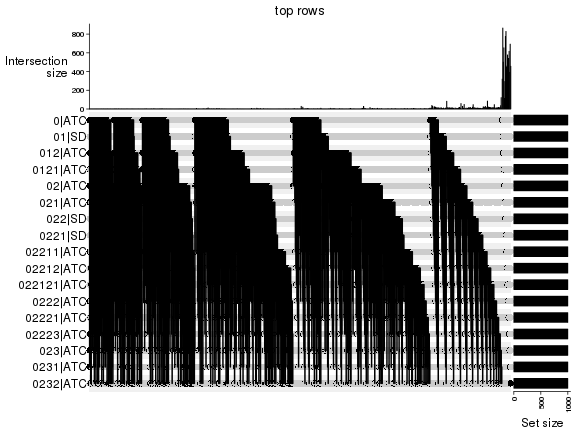 top rows
800
600
400
200
0
Intersection
size
0|ATC
01|SD
012|ATC
0121|ATC
02|ATC
021|ATC
022|SD
0221|SD
02211|ATC
02212|ATC
022121|ATC
0222|ATC
02221|ATC
02223|ATC
023|ATC
0231|ATC
0232|ATC
0
500
1000
Set size